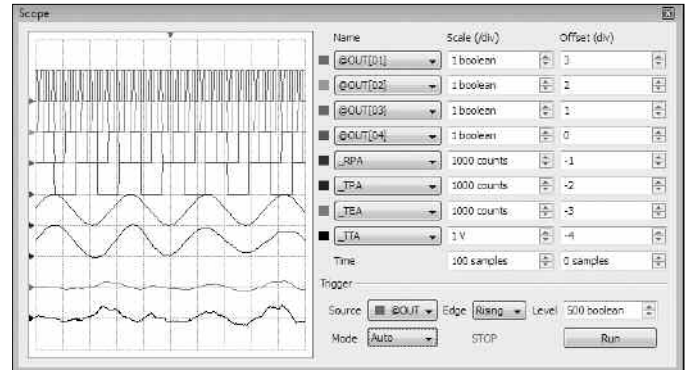 Scope
Name Scale (/div) Offset (div)
@OUT[01] 1 boolean 3
@OUT[02] 1 boolean 2
@OUT[03] 1 boolean 1
@OUT[04] 1 boolean 0
_RPA 1000 counts -1
_TPA 1000 counts -2
_TEA 1000 counts -3
_TTA 1 V -4
Time 100 samples 0 samples
Trigger
Source @OUT Edge Rising Level 500 boolean
Mode Auto STOP Run